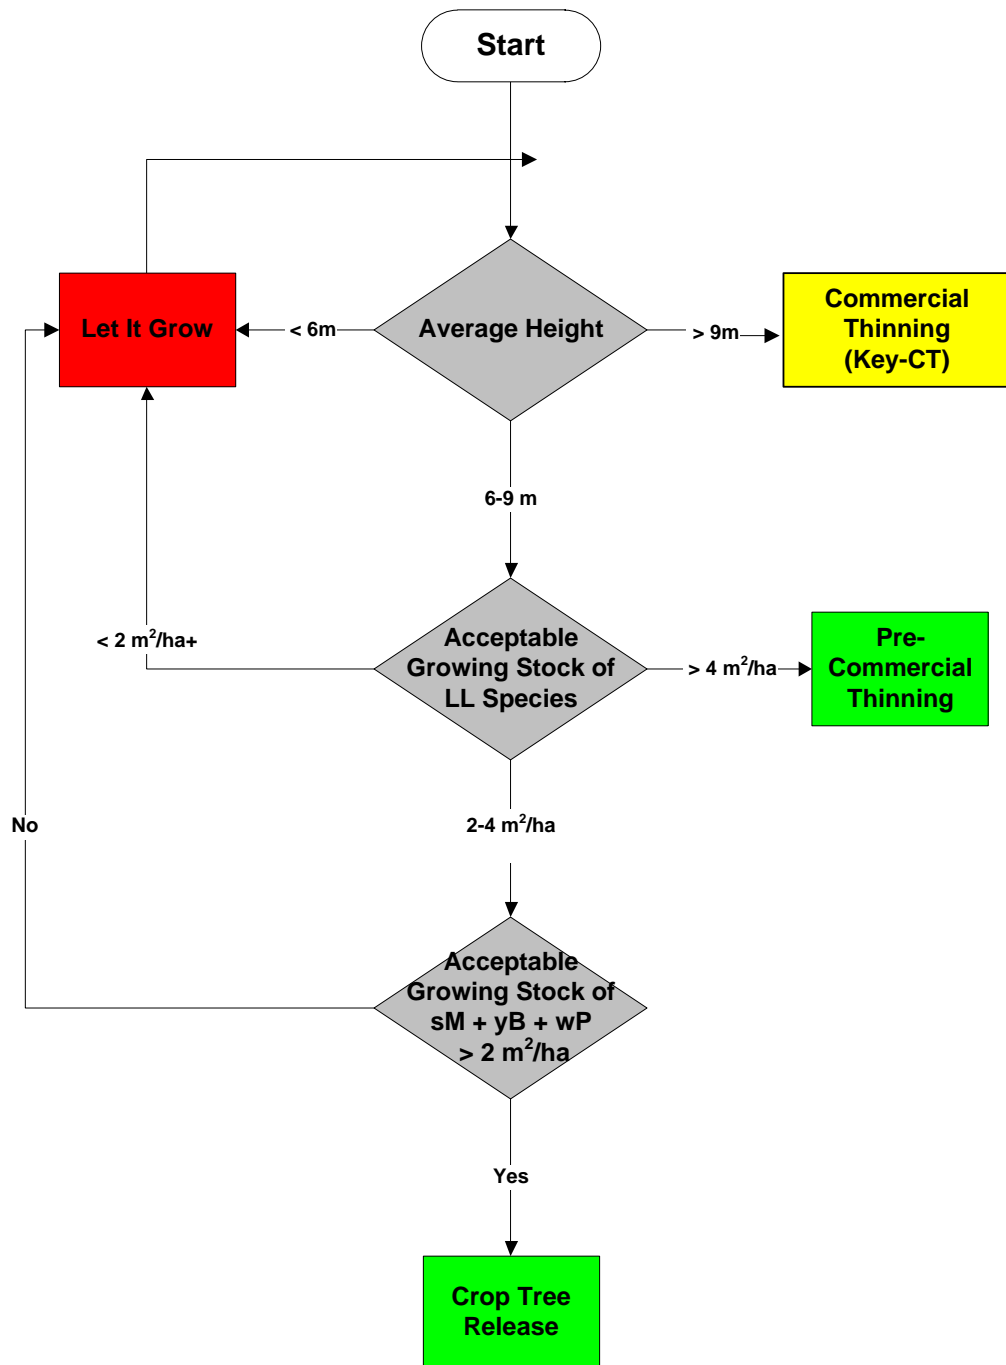 Start
Let It Grow
< 6m
Average Height
> 9m
Commercial
Thinning
(Key-CT)
6-9 m
< 2 m²/ha+
Acceptable
Growing Stock of
LL Species
> 4 m²/ha
Pre-
Commercial
Thinning
2-4 m²/ha
No
Acceptable
Growing Stock of
sM + yB + wP
> 2 m²/ha
Yes
Crop Tree
Release